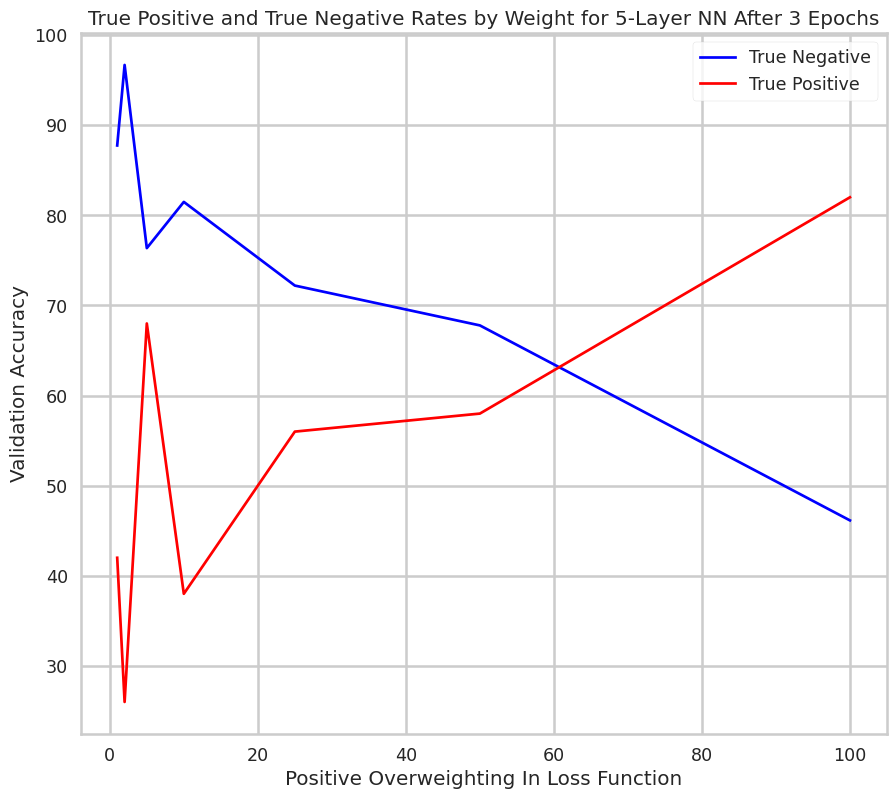 True Positive and True Negative Rates by Weight for 5-Layer NN After 3 Epochs
True Negative
True Positive
Validation Accuracy
100
90
80
70
60
50
40
30
0 20 40 60 80 100
Positive Overweighting In Loss Function